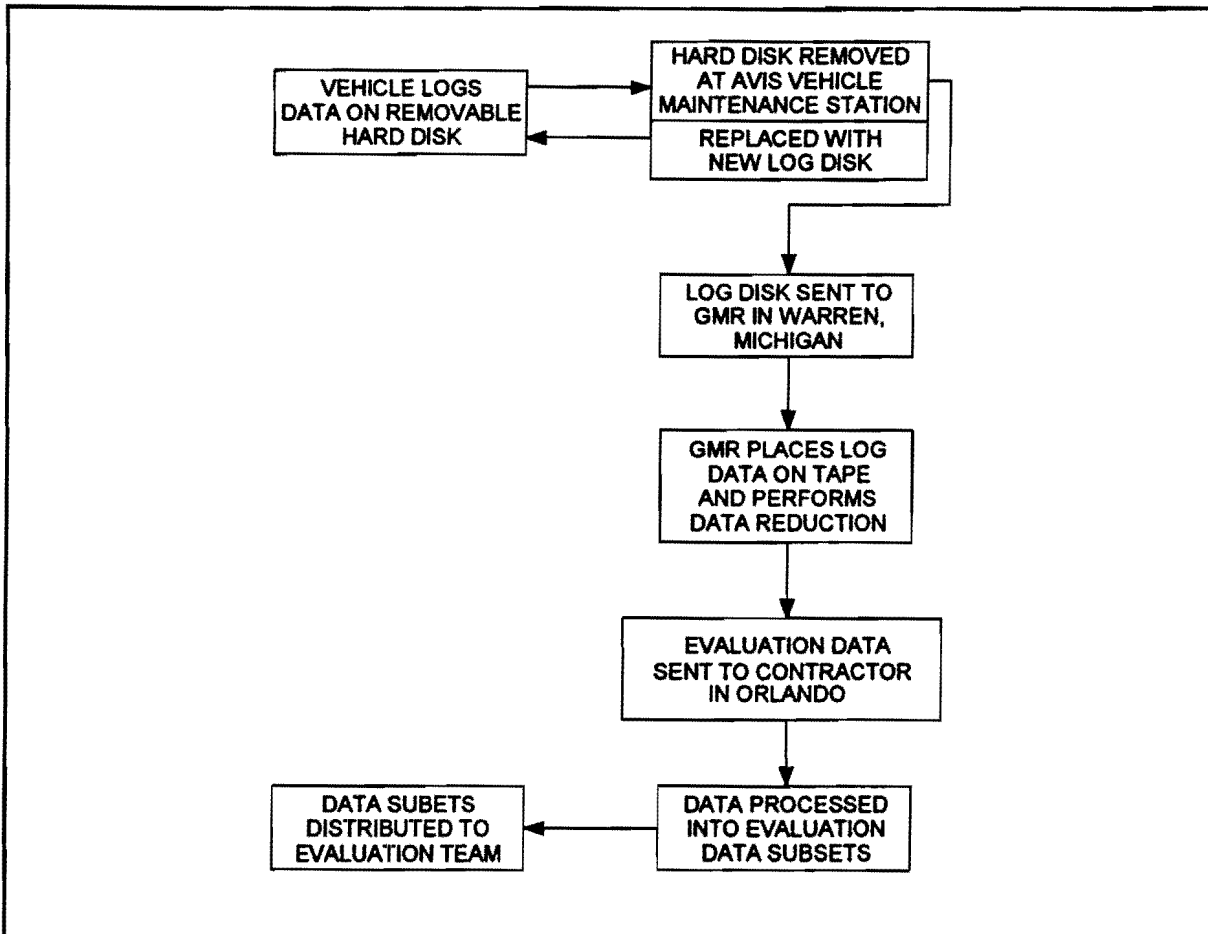 VEHICLE LOGS
DATA ON REMOVABLE
HARD DISK
HARD DISK REMOVED
AT AVIS VEHICLE
MAINTENANCE STATION
REPLACED WITH
NEW LOG DISK
LOG DISK SENT TO
GMR IN WARREN,
MICHIGAN
GMR PLACES LOG
DATA ON TAPE
AND PERFORMS
DATA REDUCTION
EVALUATION DATA
SENT TO CONTRACTOR
IN ORLANDO
DATA PROCESSED
INTO EVALUATION
DATA SUBSETS
DATA SUBETS
DISTRIBUTED TO
EVALUATION TEAM